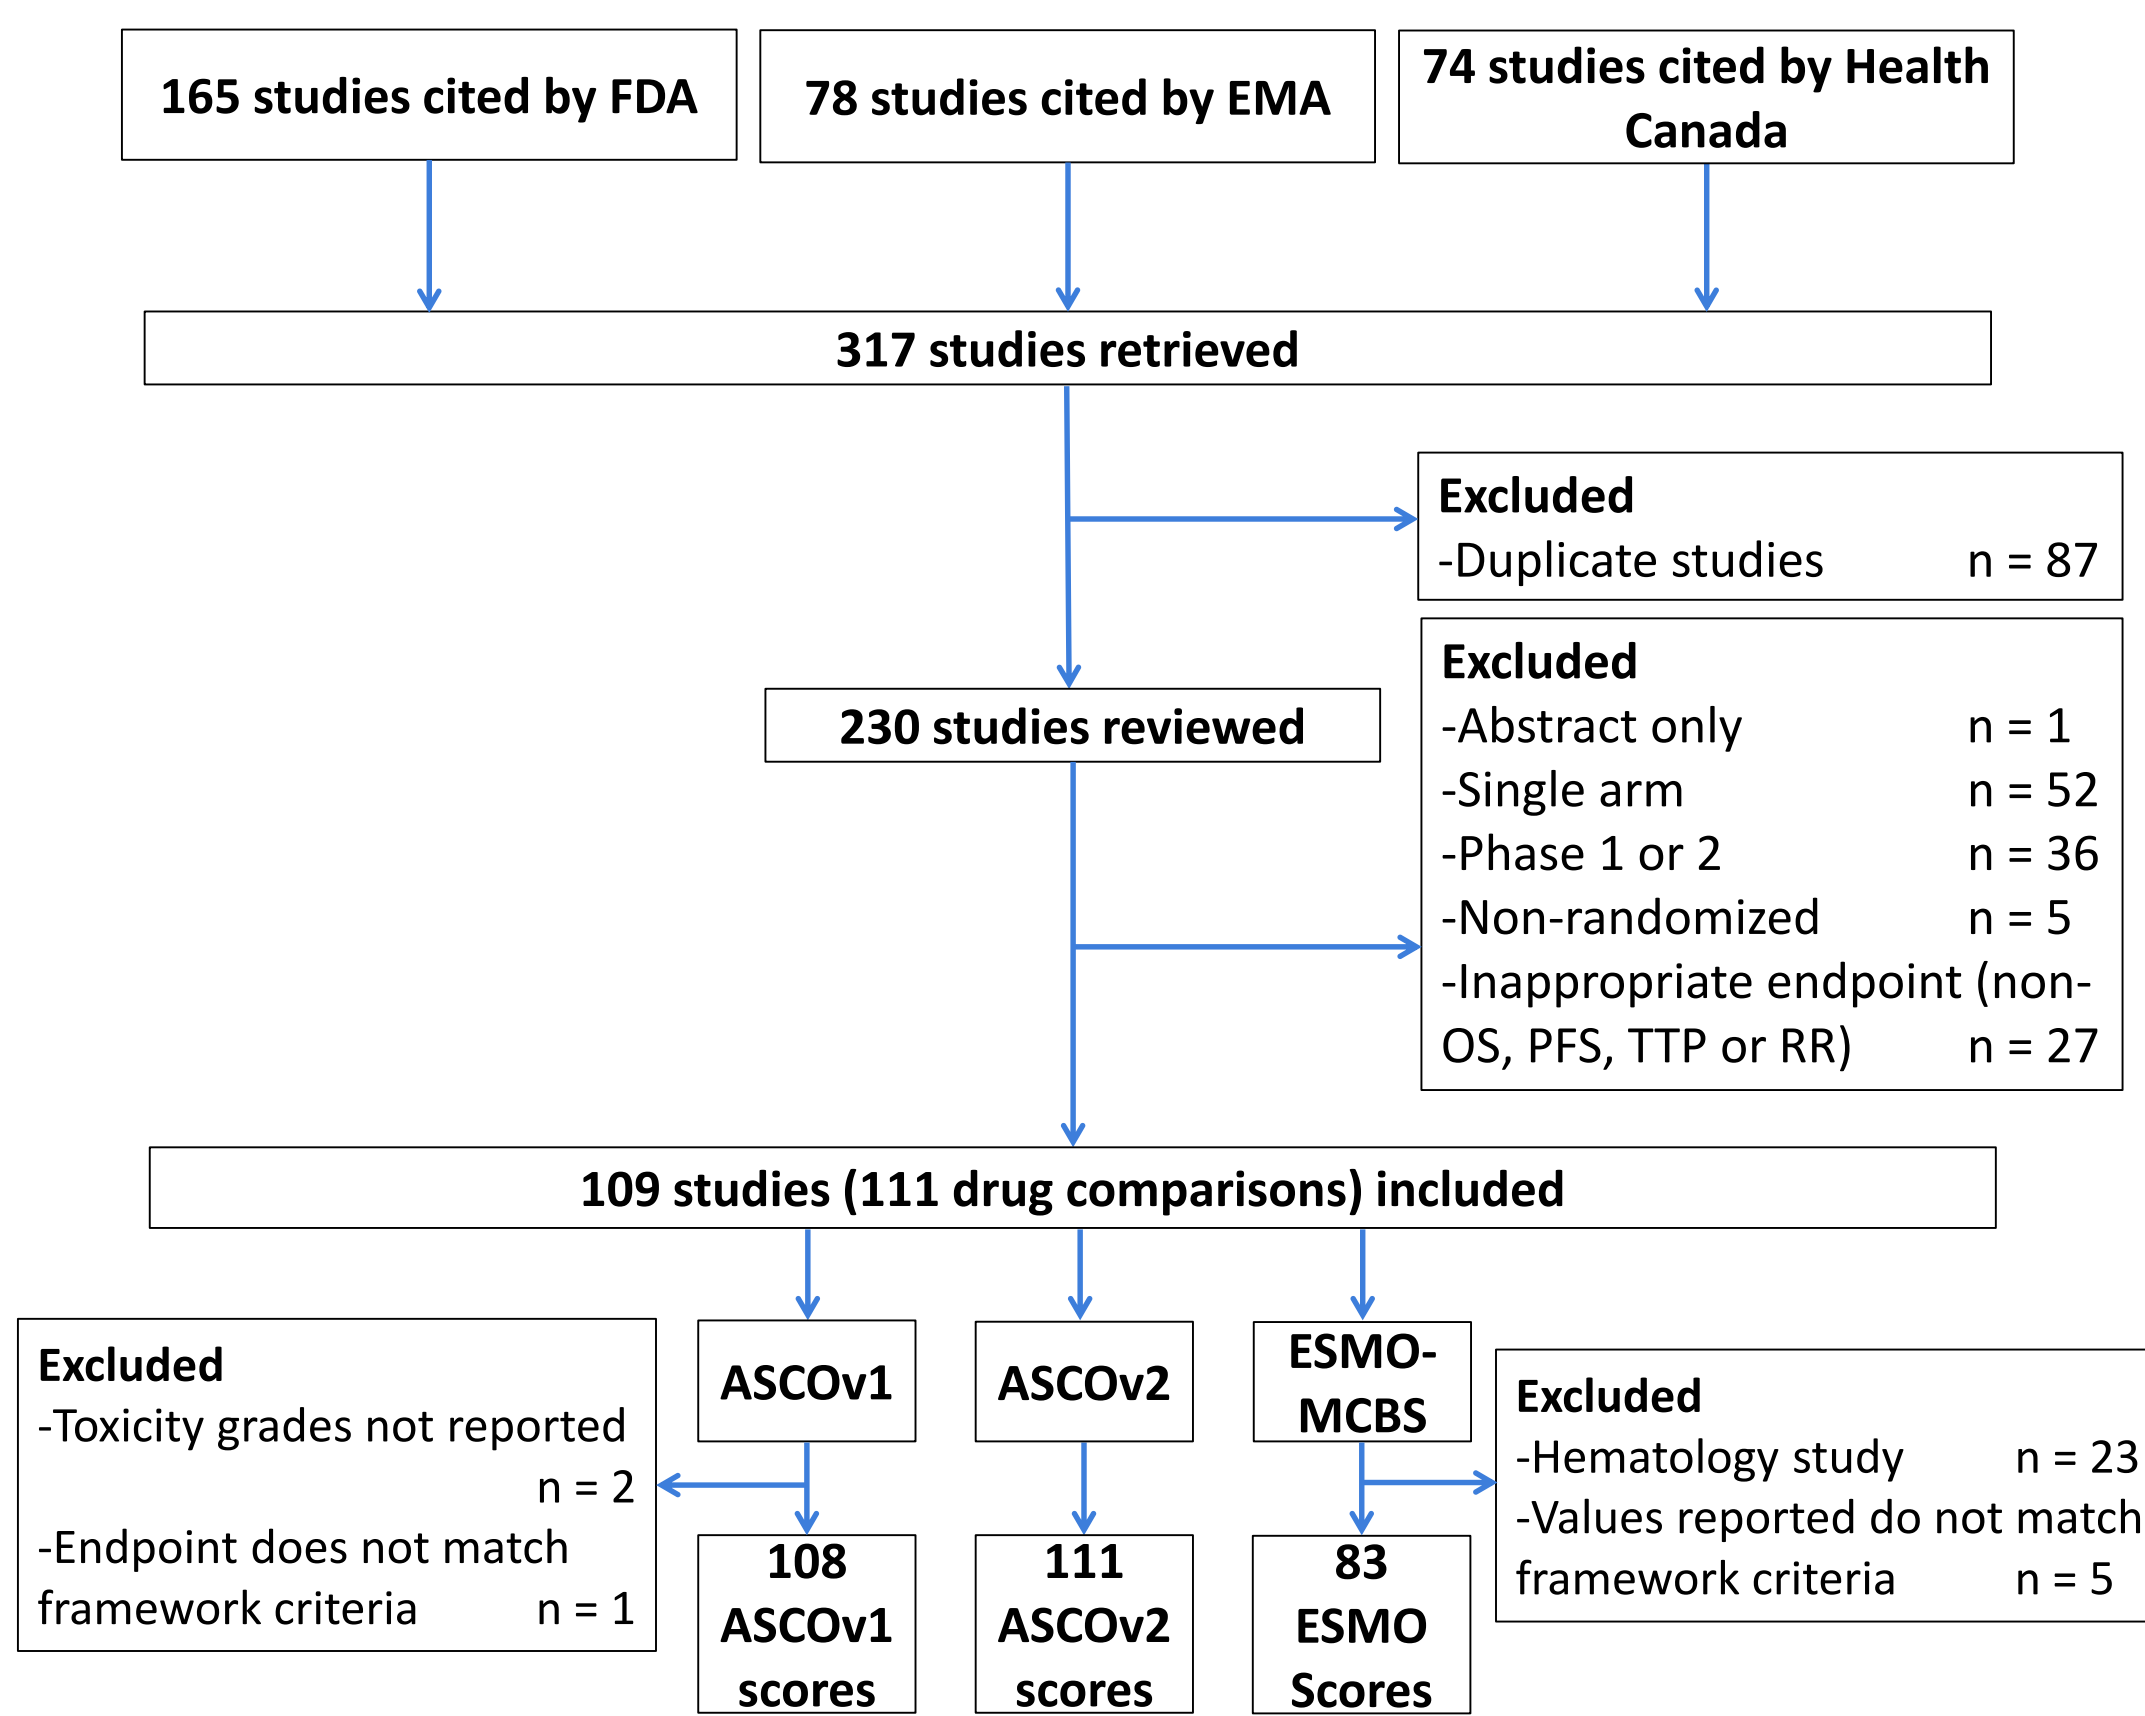 165 studies cited by FDA
78 studies cited by EMA
74 studies cited by Health
Canada
317 studies retrieved
Excluded
-Duplicate studies n = 87
230 studies reviewed
Excluded
-Abstract only n = 1
-Single arm n = 52
-Phase 1 or 2 n = 36
-Non-randomized n = 5
-Inappropriate endpoint (non-
OS, PFS, TTP or RR) n = 27
109 studies (111 drug comparisons) included
Excluded
-Toxicity grades not reported
n = 2
-Endpoint does not match
framework criteria n = 1
ASCOv1
ASCOv2
ESMO-
MCBS
Excluded
-Hematology study n = 23
-Values reported do not match
framework criteria n = 5
108
ASCOv1
scores
111
ASCOv2
scores
83
ESMO
Scores